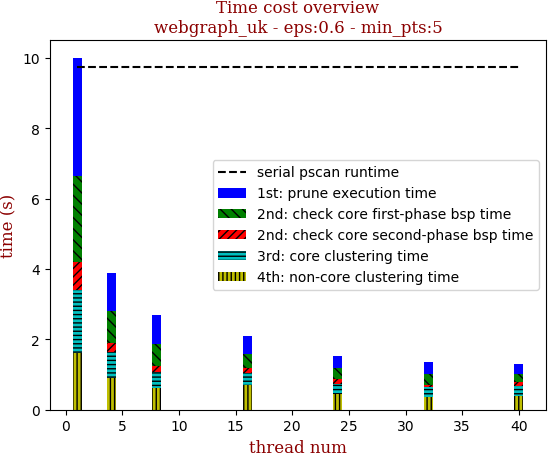 Time cost overview
webgraph_uk - eps:0.6 - min_pts:5
10
8
6
4
2
0
time (s)
serial pscan runtime
1st: prune execution time
2nd: check core first-phase bsp time
2nd: check core second-phase bsp time
3rd: core clustering time
4th: non-core clustering time
0 5 10 15 20 25 30 35 40
thread num